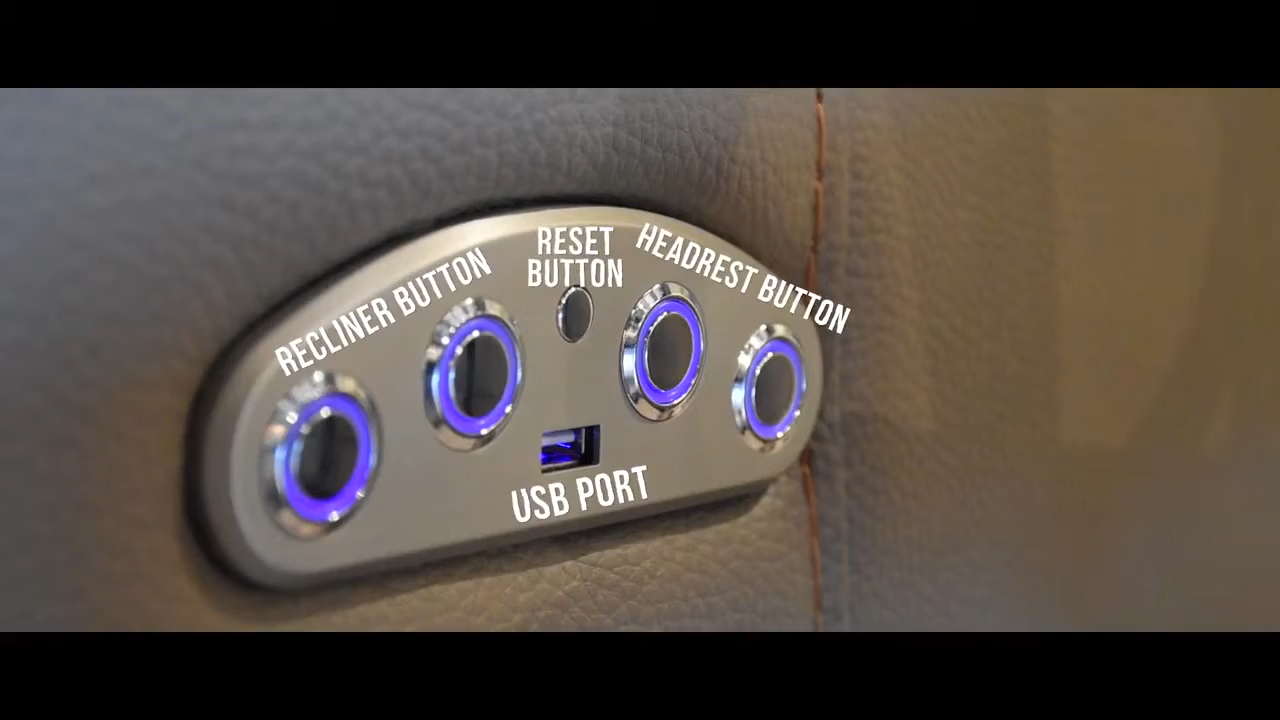 RECLINER BUTTON
RESET
BUTTON
HEADREST BUTTON
USB PORT